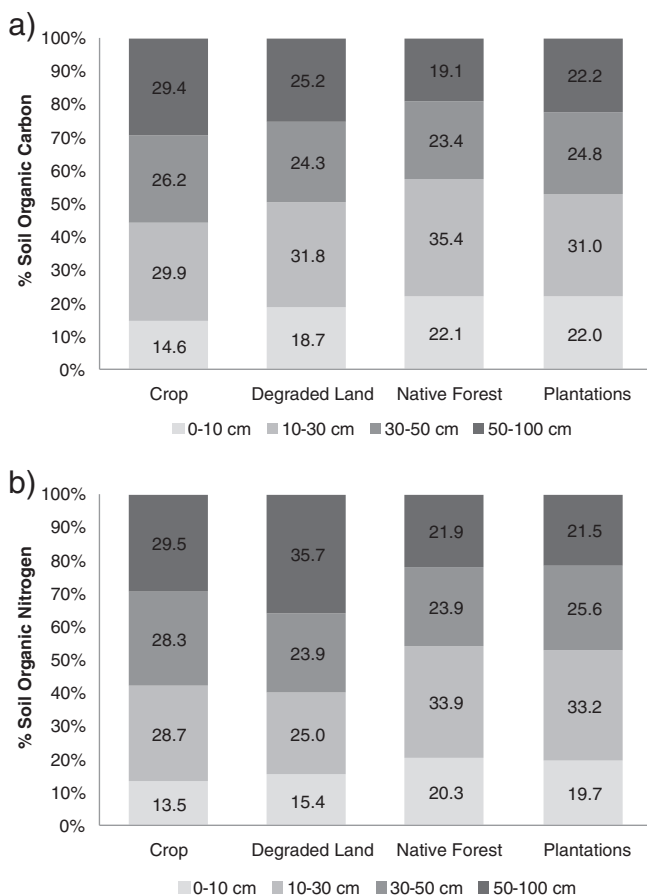 a)
% Soil Organic Carbon
100%
90%
80%
70%
60%
50%
40%
30%
20%
10%
0%
29.4 25.2 19.1 22.2
26.2 24.3 23.4 24.8
29.9 31.8 35.4 31.0
14.6 18.7 22.1 22.0
Crop Degraded Land Native Forest Plantations
0-10 cm 10-30 cm 30-50 cm 50-100 cm
b)
% Soil Organic Nitrogen
100%
90%
80%
70%
60%
50%
40%
30%
20%
10%
0%
29.5 35.7 21.9 21.5
28.3 23.9 23.9 25.6
28.7 25.0 33.9 33.2
13.5 15.4 20.3 19.7
Crop Degraded Land Native Forest Plantations
0-10 cm 10-30 cm 30-50 cm 50-100 cm